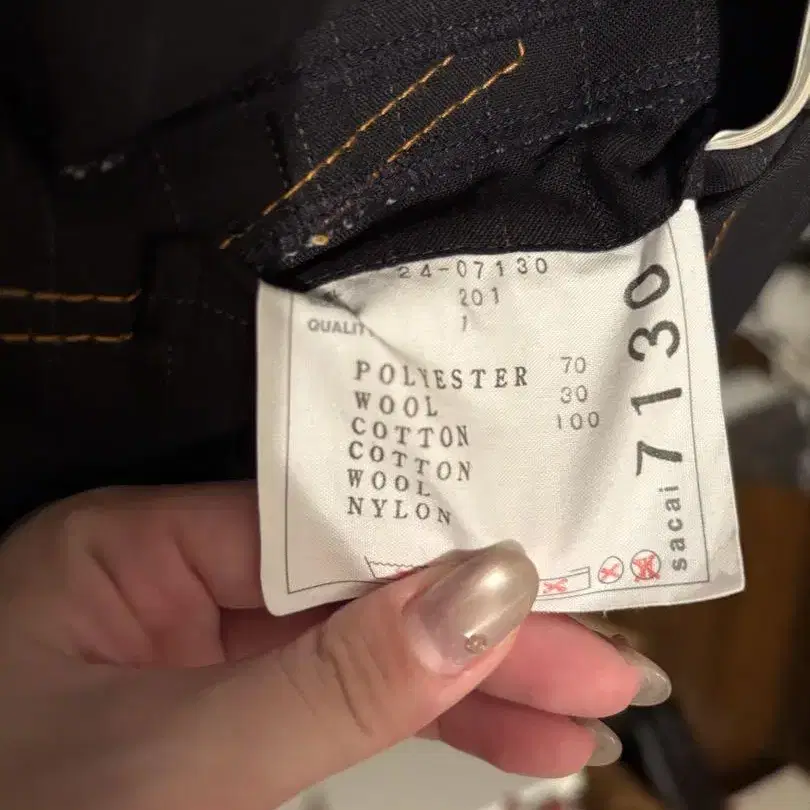 24-07130
201
QUALITY 1
POLYESTER 70
WOOL 30
COTTON 100
COTTON
WOOL
NYLON
sacai 7130